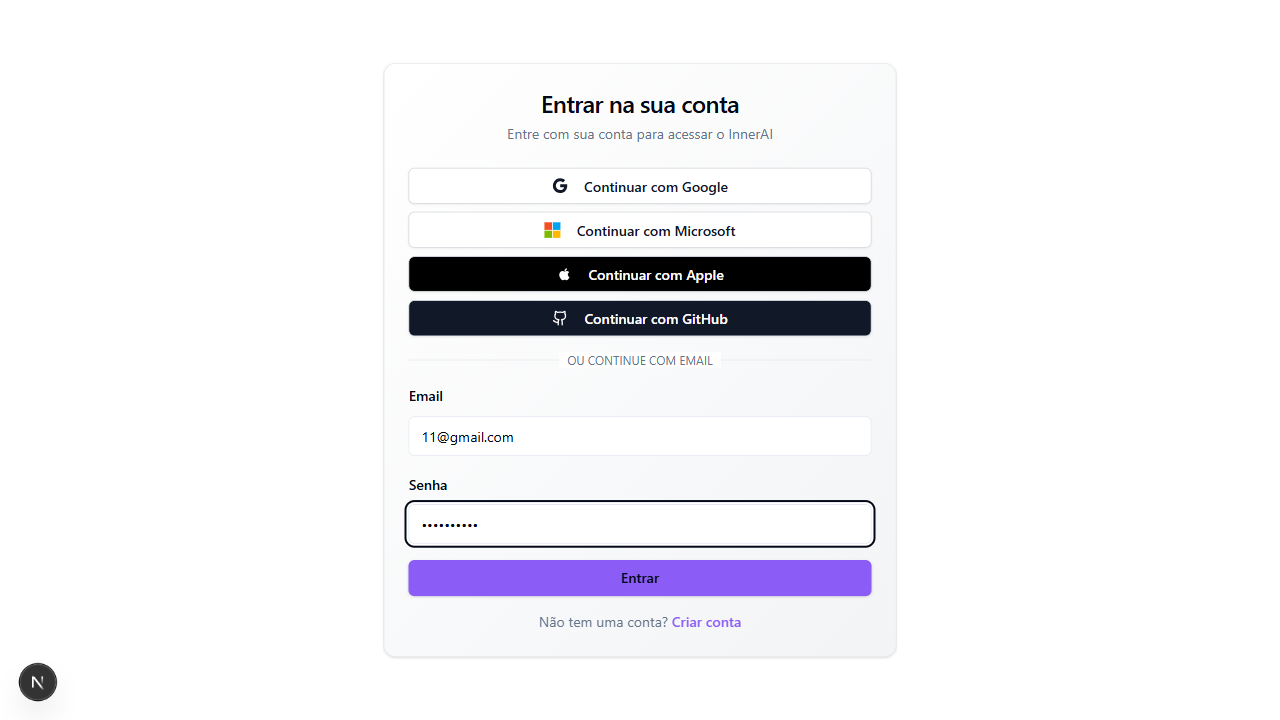 Entrar na sua conta
Entre com sua conta para acessar o InnerAI
Continuar com Google
Continuar com Microsoft
Continuar com Apple
Continuar com GitHub
OU CONTINUE COM EMAIL
Email
11@gmail.com
Senha
••••••••••
Entrar
Não tem uma conta? Criar conta
N